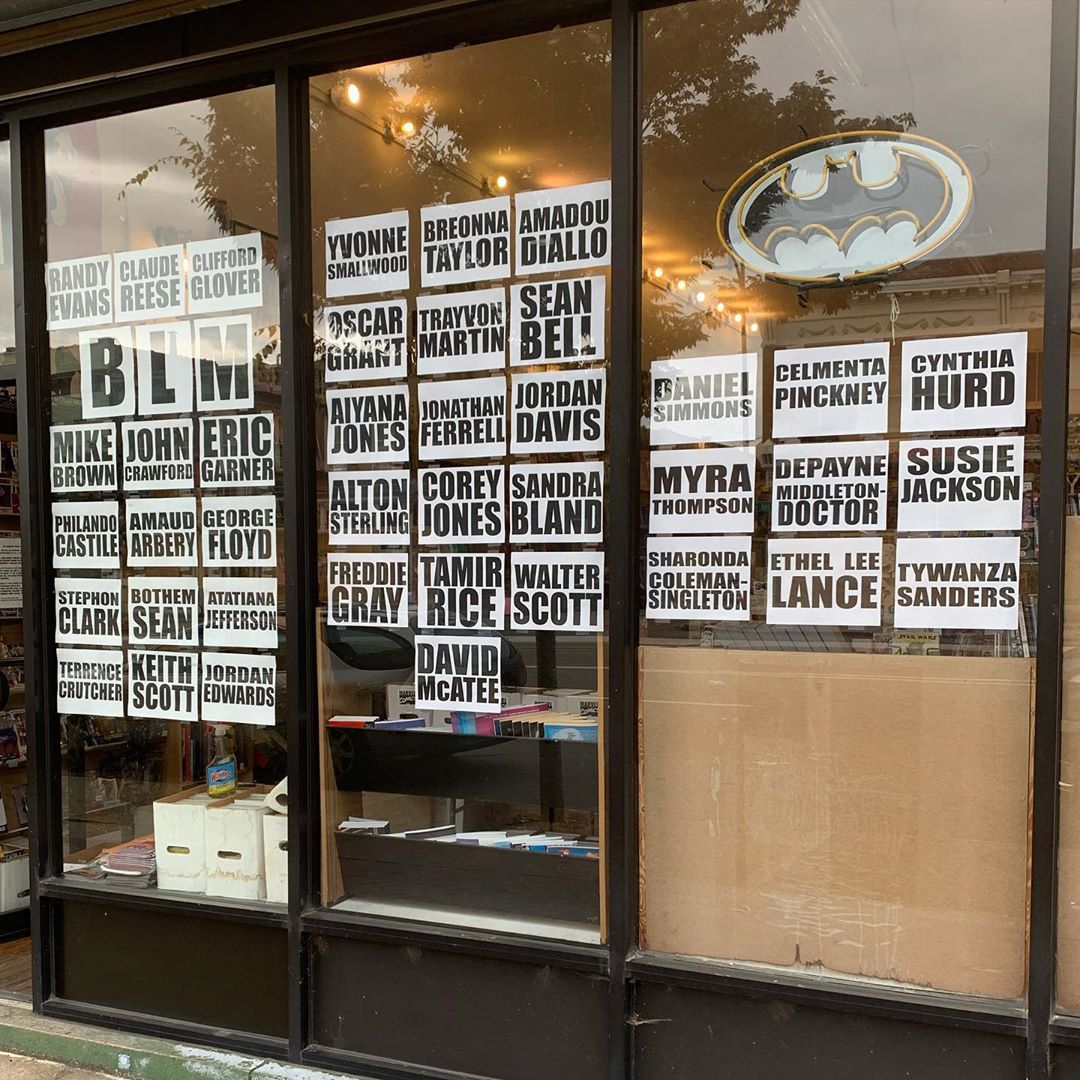 RANDY
EVANS
CLAUDE
REESE
CLIFFORD
GLOVER
B L M
MIKE
BROWN
JOHN
CRAWFORD
ERIC
GARNER
PHILANDO
CASTILE
AMAUD
ARBERY
GEORGE
FLOYD
STEPHON
CLARK
BOTHEM
SEAN
ATATIANA
JEFFERSON
TERRENCE
CRUTCHER
KEITH
SCOTT
JORDAN
EDWARDS
YVONNE
SMALLWOOD
BREONNA
TAYLOR
AMADOU
DIALLO
OSCAR
GRANT
TRAYVON
MARTIN
SEAN
BELL
AIYANA
JONES
JONATHAN
FERRELL
JORDAN
DAVIS
ALTON
STERLING
COREY
JONES
SANDRA
BLAND
FREDDIE
GRAY
TAMIR
RICE
WALTER
SCOTT
DAVID
McATEE
DANIEL
SIMMONS
CELMENTA
PINCKNEY
CYNTHIA
HURD
MYRA
THOMPSON
DEPAYNE
MIDDLETON-
DOCTOR
SUSIE
JACKSON
SHARONDA
COLEMAN-
SINGLETON
ETHEL LEE
LANCE
TYWANZA
SANDERS
STAR WARS
Windex